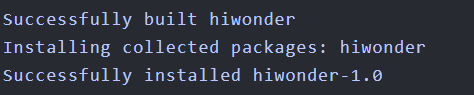 Successfully built hiwonder
Installing collected packages: hiwonder
Successfully installed hiwonder-1.0